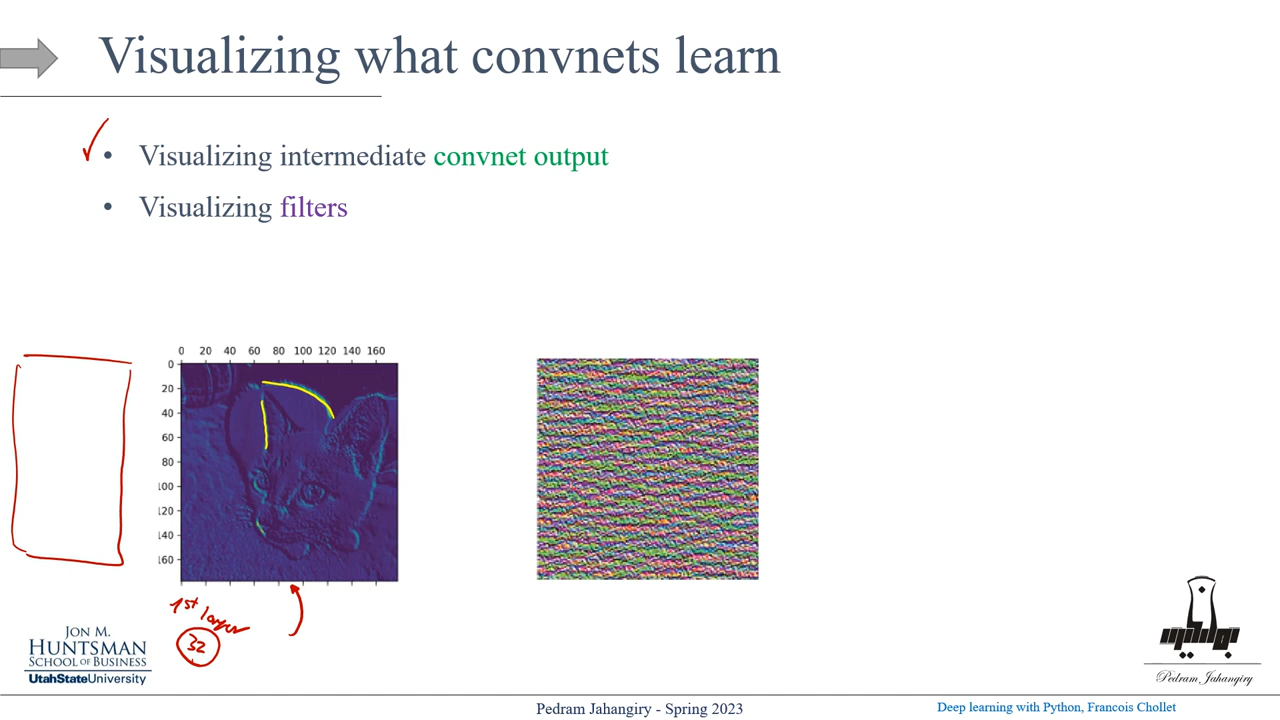 Visualizing what convnets learn
• Visualizing intermediate convnet output
• Visualizing filters
0 20 40 60 80 100 120 140 160
0
20
40
60
80
100
120
140
160
1st layer
32
JON M.
HUNTSMAN
SCHOOL OF BUSINESS
UtahStateUniversity
Pedram Jahangiry
Pedram Jahangiry - Spring 2023
Deep learning with Python, Francois Chollet